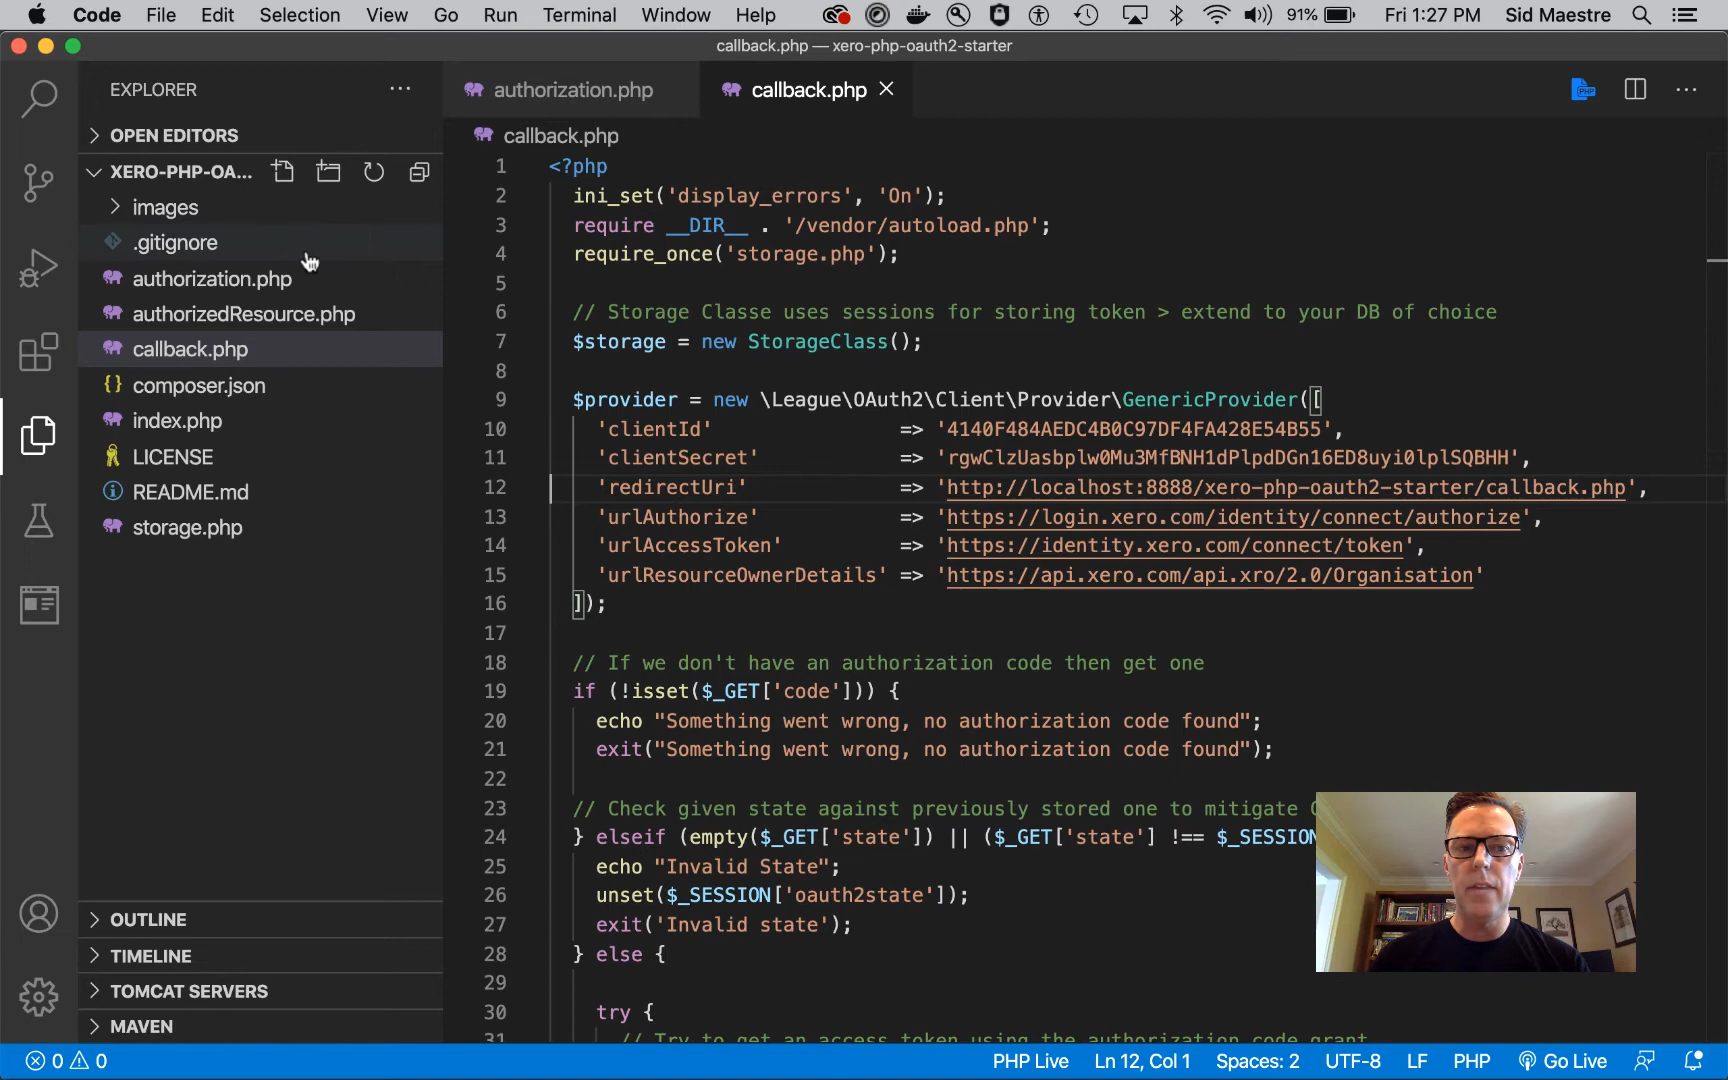 Code File Edit Selection View Go Run Terminal Window Help 91% Fri 1:27 PM Sid Maestre
callback.php — xero-php-oauth2-starter
EXPLORER
authorization.php
callback.php
OPEN EDITORS
callback.php
XERO-PHP-OA...
images
.gitignore
authorization.php
authorizedResource.php
callback.php
composer.json
index.php
LICENSE
README.md
storage.php
OUTLINE
TIMELINE
TOMCAT SERVERS
MAVEN
1 <?php
2 ini_set('display_errors', 'On');
3 require __DIR__ . '/vendor/autoload.php';
4 require_once('storage.php');
5
6 // Storage Classe uses sessions for storing token > extend to your DB of choice
7 $storage = new StorageClass();
8
9 $provider = new \League\OAuth2\Client\Provider\GenericProvider([
10 'clientId' => '4140F484AEDC4B0C97DF4FA428E54B55',
11 'clientSecret' => 'rgwClzUasbplw0Mu3MfBNH1dPlpdDGn16ED8uyi0lplSQBHH',
12 'redirectUri' => 'http://localhost:8888/xero-php-oauth2-starter/callback.php',
13 'urlAuthorize' => 'https://login.xero.com/identity/connect/authorize',
14 'urlAccessToken' => 'https://identity.xero.com/connect/token',
15 'urlResourceOwnerDetails' => 'https://api.xero.com/api.xro/2.0/Organisation'
16 ]);
17
18 // If we don't have an authorization code then get one
19 if (!isset($_GET['code'])) {
20 echo "Something went wrong, no authorization code found";
21 exit("Something went wrong, no authorization code found");
22
23 // Check given state against previously stored one to mitigate
24 } elseif (empty($_GET['state']) || ($_GET['state'] !== $_SESSION
25 echo "Invalid State";
26 unset($_SESSION['oauth2state']);
27 exit('Invalid state');
28 } else {
29
30 try {
31 // Try to get an access token using the authorization code grant
0 0 PHP Live Ln 12, Col 1 Spaces: 2 UTF-8 LF PHP Go Live